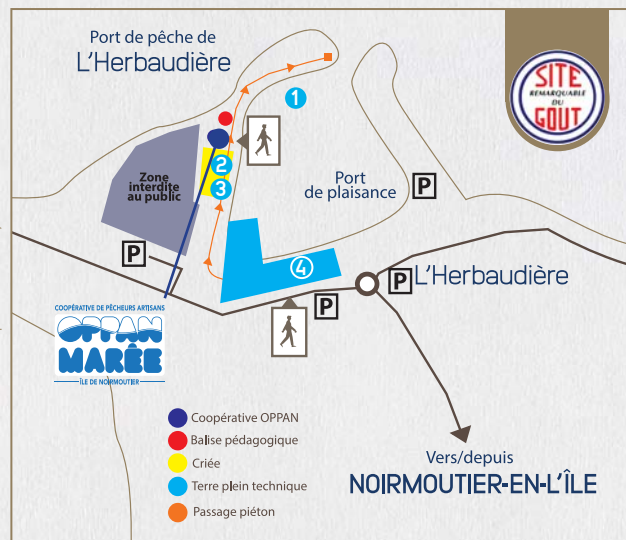 Port de pêche de
L'Herbaudière
SITE
REMARQUABLE
DU
GOUT
1
2
3
Zone
interdite
au public
Port
de plaisance
P
P
4
P
L'Herbaudière
P
COOPÉRATIVE DE PÊCHEURS ARTISANS
OPPAN
MARÉE
ÎLE DE NOIRMOUTIER
Coopérative OPPAN
Balise pédagogique
Criée
Terre plein technique
Passage piéton
Vers/depuis
NOIRMOUTIER-EN-L'ÎLE